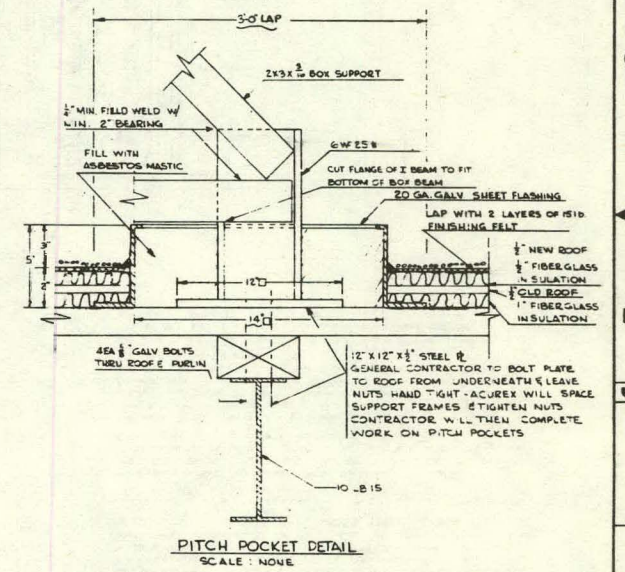 3'-0" LAP
2X3X 3/16 BOX SUPPORT
1/4" MIN. FIELD WELD W/
MIN. 2" BEARING
FILL WITH
ASBESTOS MASTIC
6 WF 25#
CUT FLANGE OF I BEAM TO FIT
BOTTOM OF BOX BEAM
20 GA. GALV SHEET FLASHING
LAP WITH 2 LAYERS OF 15 lb.
FINISHING FELT
5"
3"
2"
1/2" NEW ROOF
1/2" FIBERGLASS
INSULATION
1/2" OLD ROOF
1" FIBERGLASS
INSULATION
12"□
14"□
4EA 5/8" GALV BOLTS
THRU ROOF & PURLIN
12" X 12" X 1/2" STEEL PL
GENERAL CONTRACTOR TO BOLT PLATE
TO ROOF FROM UNDERNEATH & LEAVE
NUTS HAND TIGHT - ACUREX WILL SPACE
SUPPORT FRAMES & TIGHTEN NUTS
CONTRACTOR WILL THEN COMPLETE
WORK ON PITCH POCKETS
10 B 15
PITCH POCKET DETAIL
SCALE : NONE